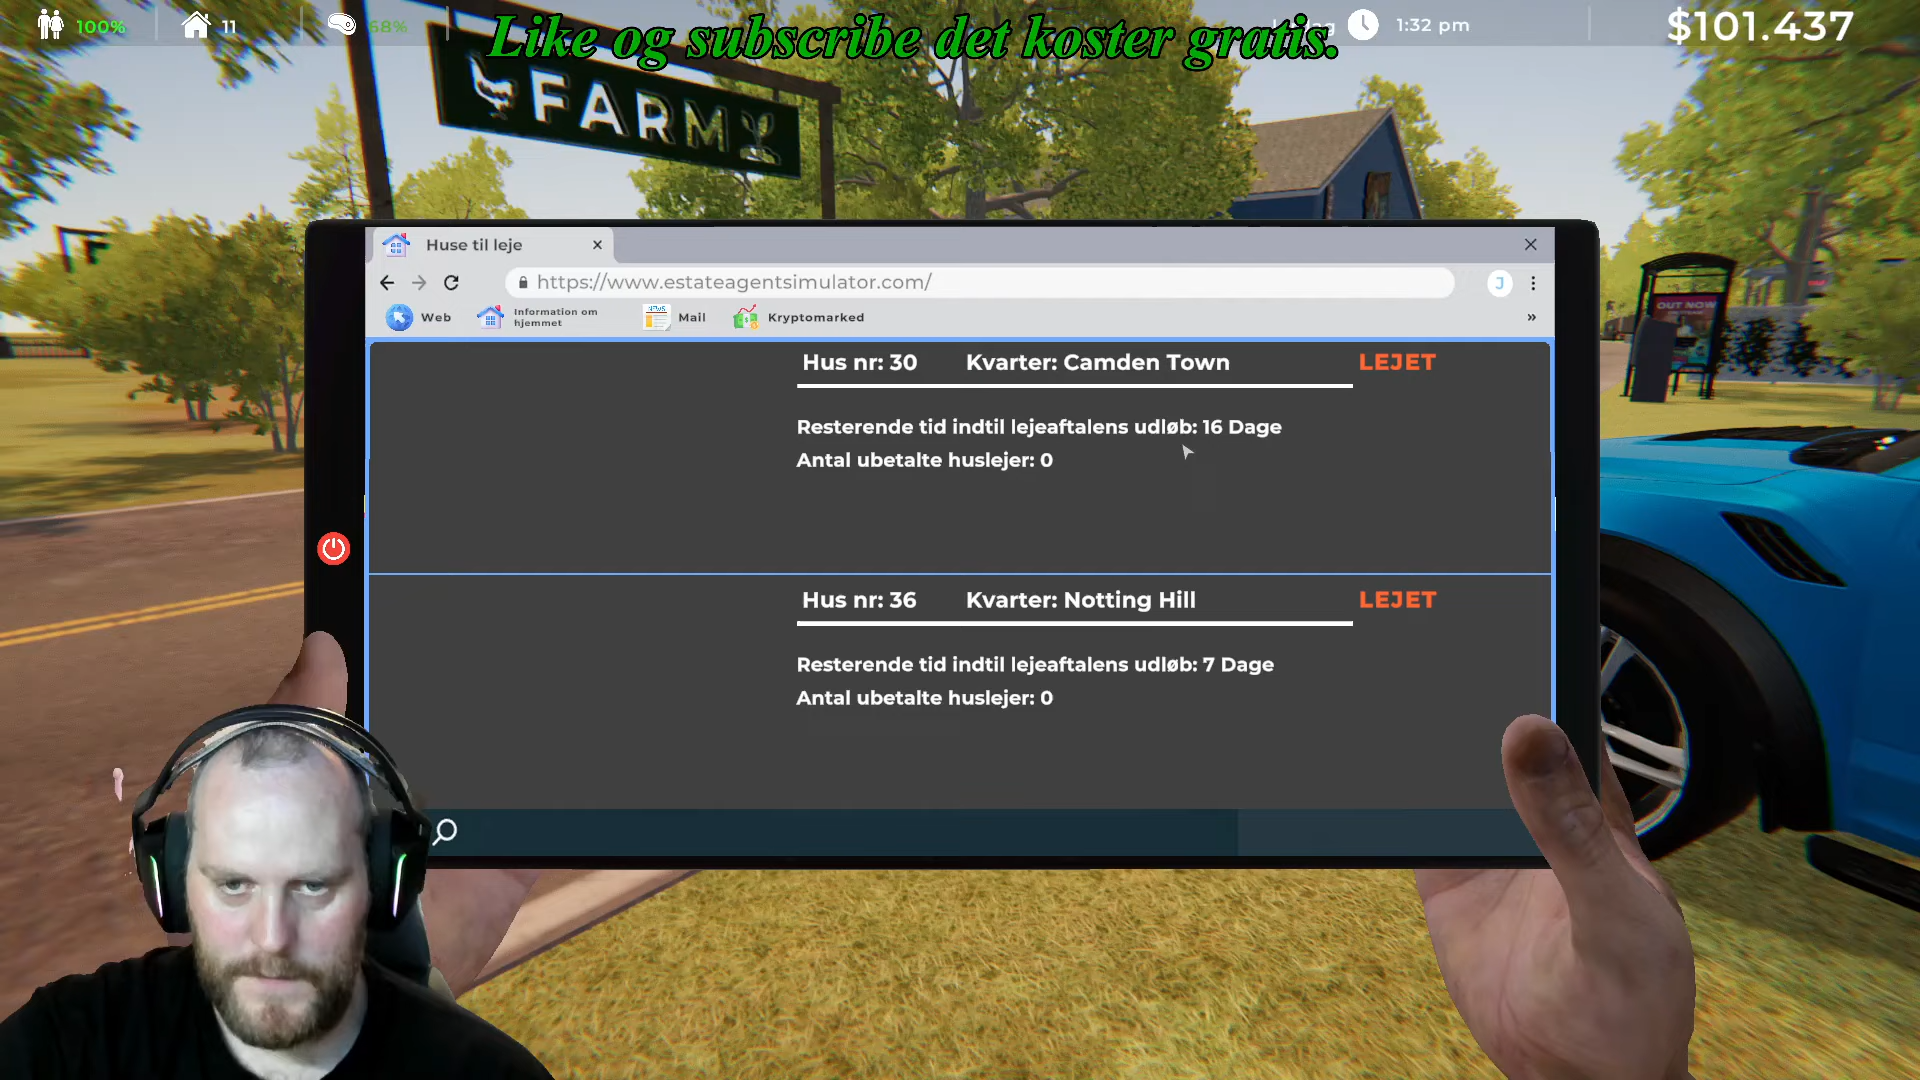 100%
11
68%
Like og subscribe det koster gratis.
1:32 pm
$101.437
FARM
Huse til leje
https://www.estateagentsimulator.com/
J
Web
Information om
hjemmet
NEWS
Mail
Kryptomarked
»
Hus nr: 30
Kvarter: Camden Town
LEJET
Resterende tid indtil lejeaftalens udløb: 16 Dage
Antal ubetalte huslejer: 0
Hus nr: 36
Kvarter: Notting Hill
LEJET
Resterende tid indtil lejeaftalens udløb: 7 Dage
Antal ubetalte huslejer: 0
OUT NOW